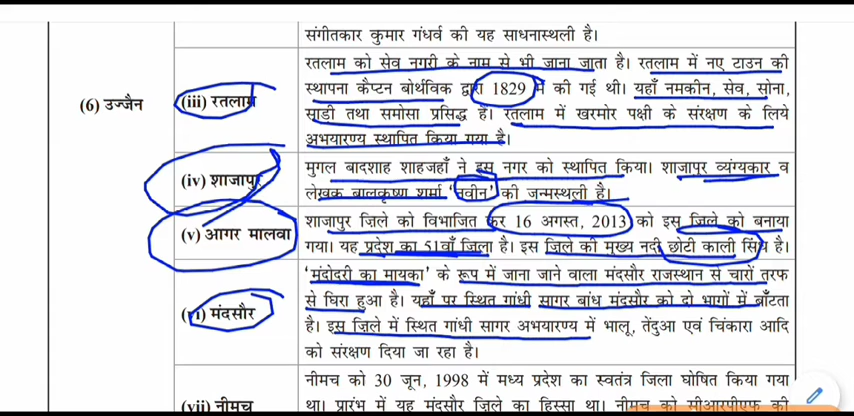 संगीतकार कुमार गंधर्व की यह साधनास्थली है।
(6) उज्जैन
(iii) रतलाम
रतलाम को सेव नगरी के नाम से भी जाना जाता है। रतलाम में नए टाउन की
स्थापना कैप्टन बोर्थविक द्वारा 1829 में की गई थी। यहाँ नमकीन, सेव, सोना,
साड़ी तथा समोसा प्रसिद्ध है। रतलाम में खरमोर पक्षी के संरक्षण के लिये
अभयारण्य स्थापित किया गया है।
(iv) शाजापुर
मुगल बादशाह शाहजहाँ ने इस नगर को स्थापित किया। शाजापुर व्यंग्यकार व
लेखक बालकृष्ण शर्मा 'नवीन' की जन्मस्थली है।
(v) आगर मालवा
शाजापुर ज़िले को विभाजित कर 16 अगस्त, 2013 को इस ज़िले को बनाया
गया। यह प्रदेश का 51वाँ ज़िला है। इस ज़िले की मुख्य नदी छोटी काली सिंध है।
(vi) मंदसौर
'मंदोदरी का मायका' के रूप में जाना जाने वाला मंदसौर राजस्थान से चारों तरफ
से घिरा हुआ है। यहाँ पर स्थित गांधी सागर बांध मंदसौर को दो भागों में बाँटता
है। इस ज़िले में स्थित गांधी सागर अभयारण्य में भालू, तेंदुआ एवं चिंकारा आदि
को संरक्षण दिया जा रहा है।
(vii) नीमच
नीमच को 30 जून, 1998 में मध्य प्रदेश का स्वतंत्र जिला घोषित किया गया
था। प्रारंभ में यह मंदसौर ज़िले का हिस्सा था। नीमच को सीआरपीएफ की